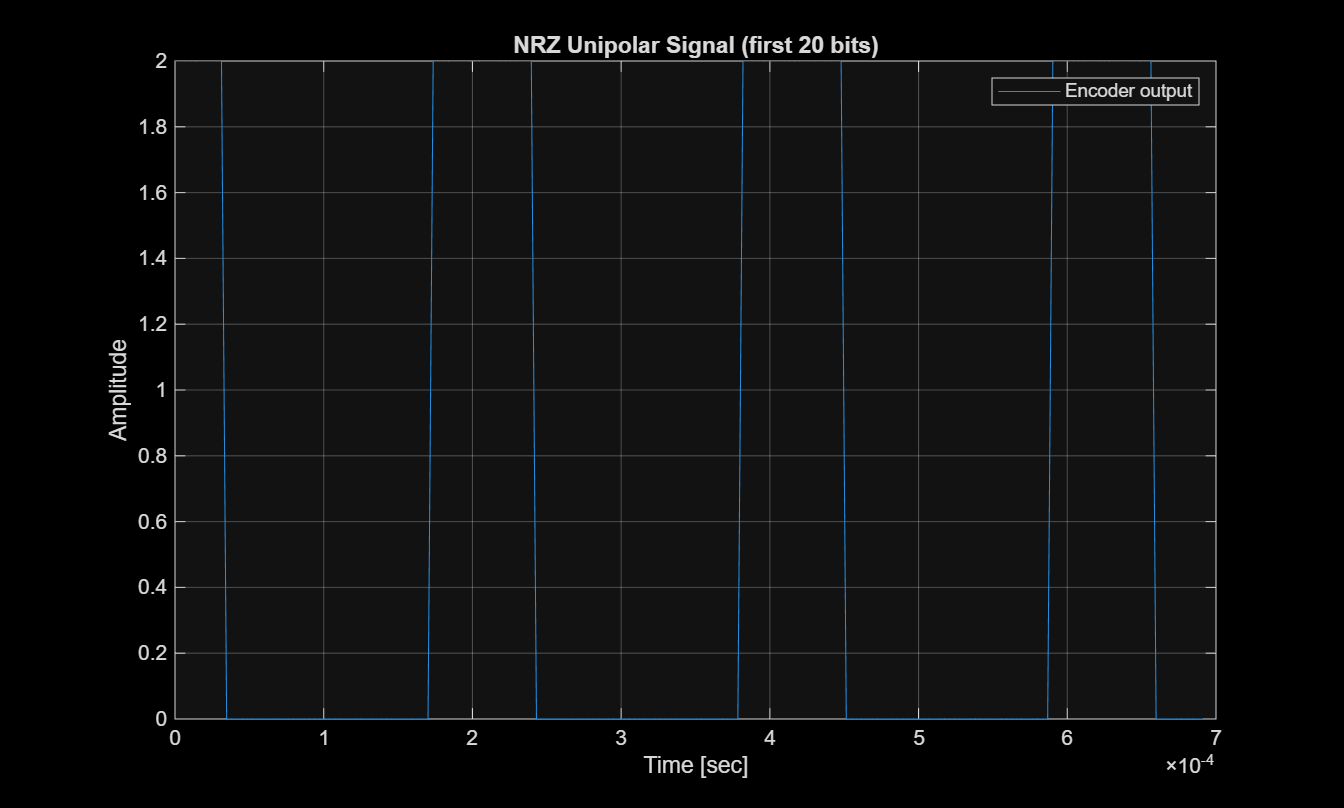 NRZ Unipolar Signal (first 20 bits)
Encoder output
2
1.8
1.6
1.4
1.2
1
0.8
0.6
0.4
0.2
0
Amplitude
0 1 2 3 4 5 6 7
Time [sec]
×10⁻⁴